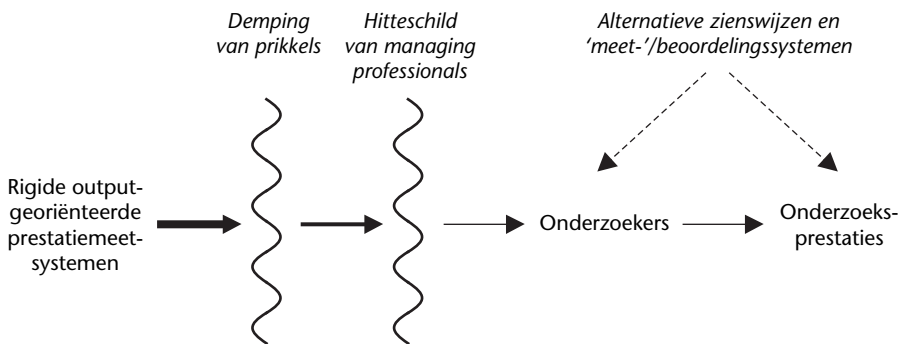 Demping
van prikkels
Hitteschild
van managing
professionals
Alternatieve zienswijzen en
‘meet-’/beoordelingssystemen
Rigide output-
georiënteerde
prestatiemeet-
systemen
Onderzoekers
Onderzoeks-
prestaties